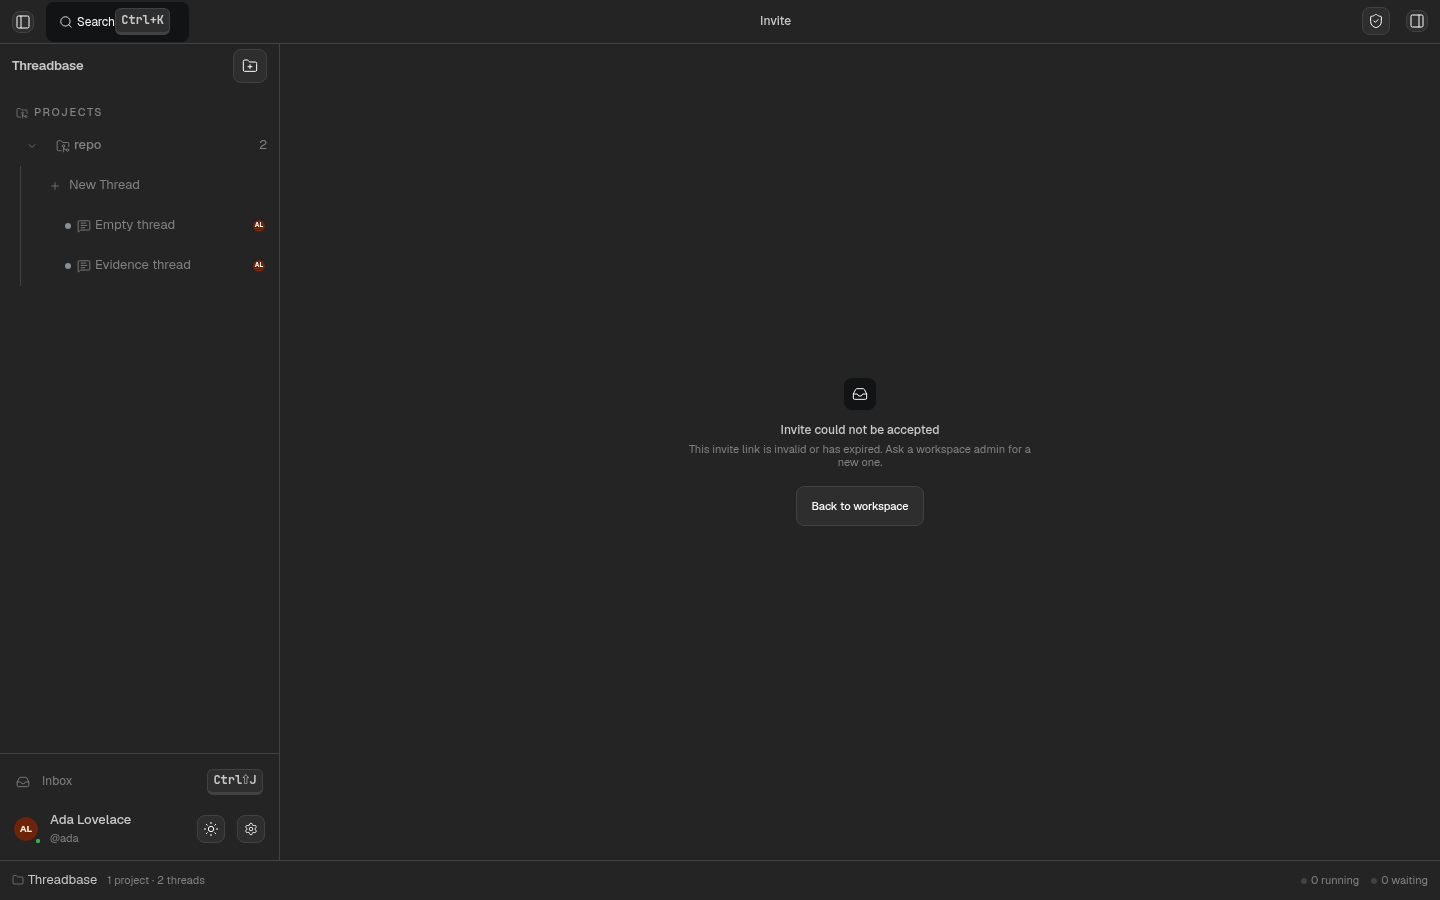 Search Ctrl+K
Invite
Threadbase
PROJECTS
repo 2
New Thread
Empty thread AL
Evidence thread AL
Invite could not be accepted
This invite link is invalid or has expired. Ask a workspace admin for a
new one.
Back to workspace
Inbox Ctrl⇧J
AL Ada Lovelace
@ada
Threadbase 1 project · 2 threads
0 running 0 waiting